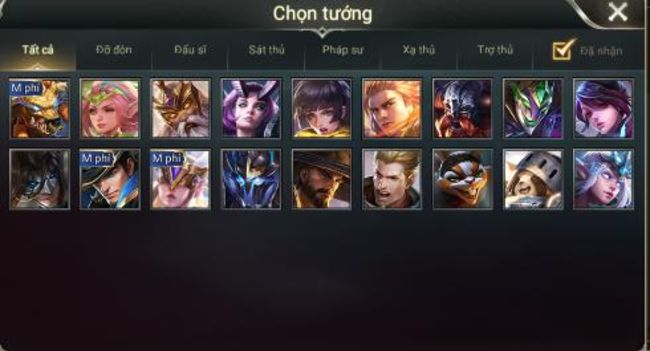 Chọn tướng
Tất cả Đỡ đòn Đấu sĩ Sát thủ Pháp sư Xạ thủ Trợ thủ Đã nhận
M phí
M phí M phí